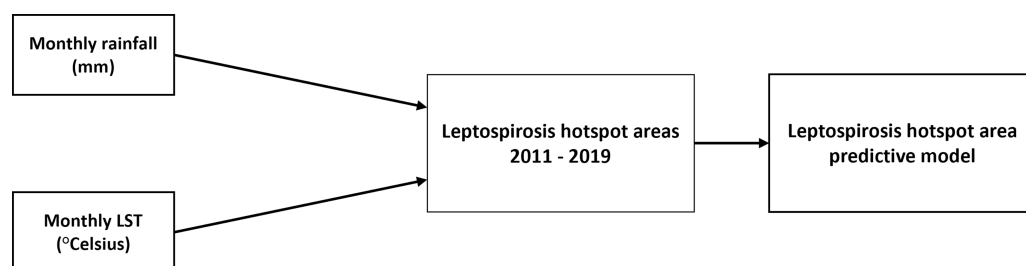 Monthly rainfall
(mm)
Leptospirosis hotspot areas
2011 - 2019
Leptospirosis hotspot area
predictive model
Monthly LST
(°Celsius)